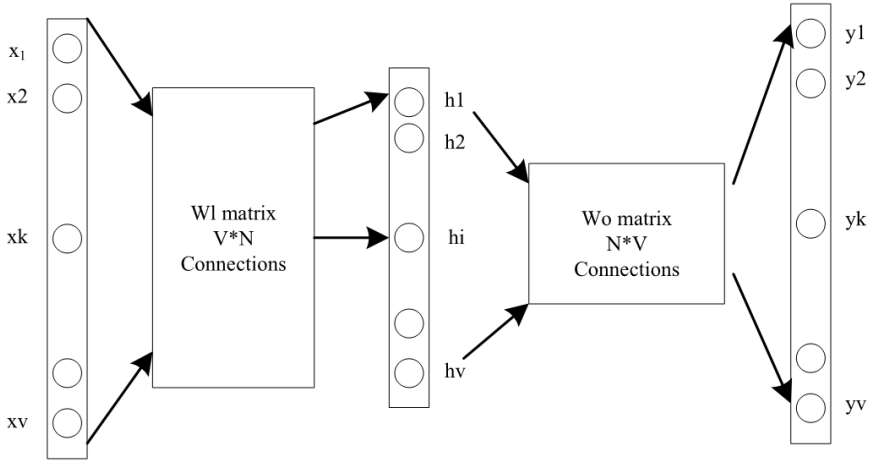 x₁
x2
xk
xv
Wl matrix
V*N
Connections
h1
h2
hi
hv
Wo matrix
N*V
Connections
y1
y2
yk
yv